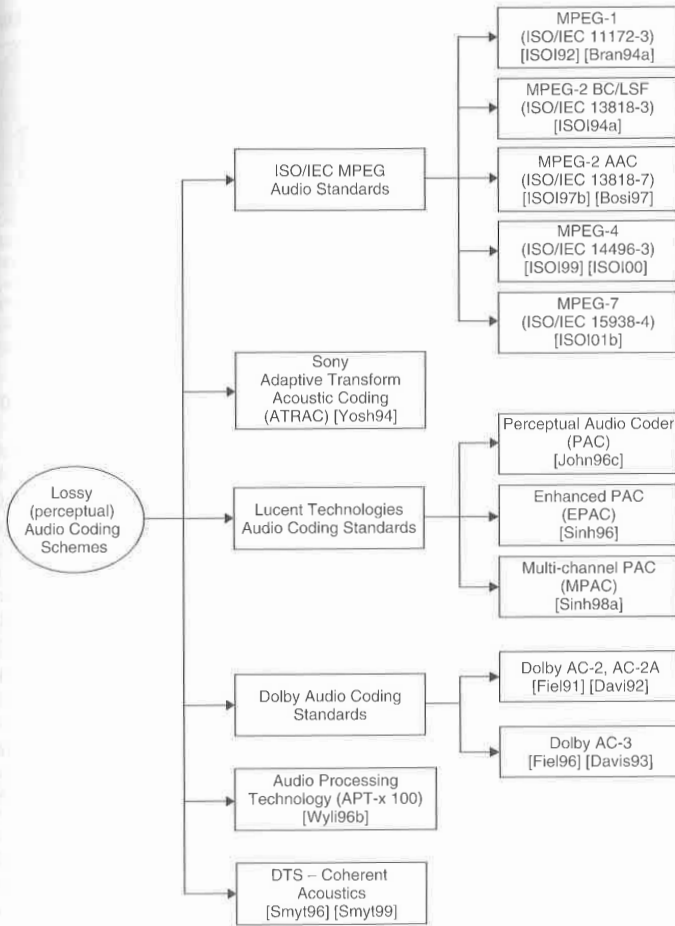 MPEG-1
(ISO/IEC 11172-3)
[ISOI92] [Bran94a]
MPEG-2 BC/LSF
(ISO/IEC 13818-3)
[ISOI94a]
ISO/IEC MPEG
Audio Standards
MPEG-2 AAC
(ISO/IEC 13818-7)
[ISOI97b] [Bosi97]
MPEG-4
(ISO/IEC 14496-3)
[ISOI99] [ISOI00]
MPEG-7
(ISO/IEC 15938-4)
[ISOI01b]
Sony
Adaptive Transform
Acoustic Coding
(ATRAC) [Yosh94]
Lossy
(perceptual)
Audio Coding
Schemes
Lucent Technologies
Audio Coding Standards
Perceptual Audio Coder
(PAC)
[John96c]
Enhanced PAC
(EPAC)
[Sinh96]
Multi-channel PAC
(MPAC)
[Sinh98a]
Dolby Audio Coding
Standards
Dolby AC-2, AC-2A
[Fiel91] [Davi92]
Dolby AC-3
[Fiel96] [Davis93]
Audio Processing
Technology (APT-x 100)
[Wyli96b]
DTS – Coherent
Acoustics
[Smyt96] [Smyt99]